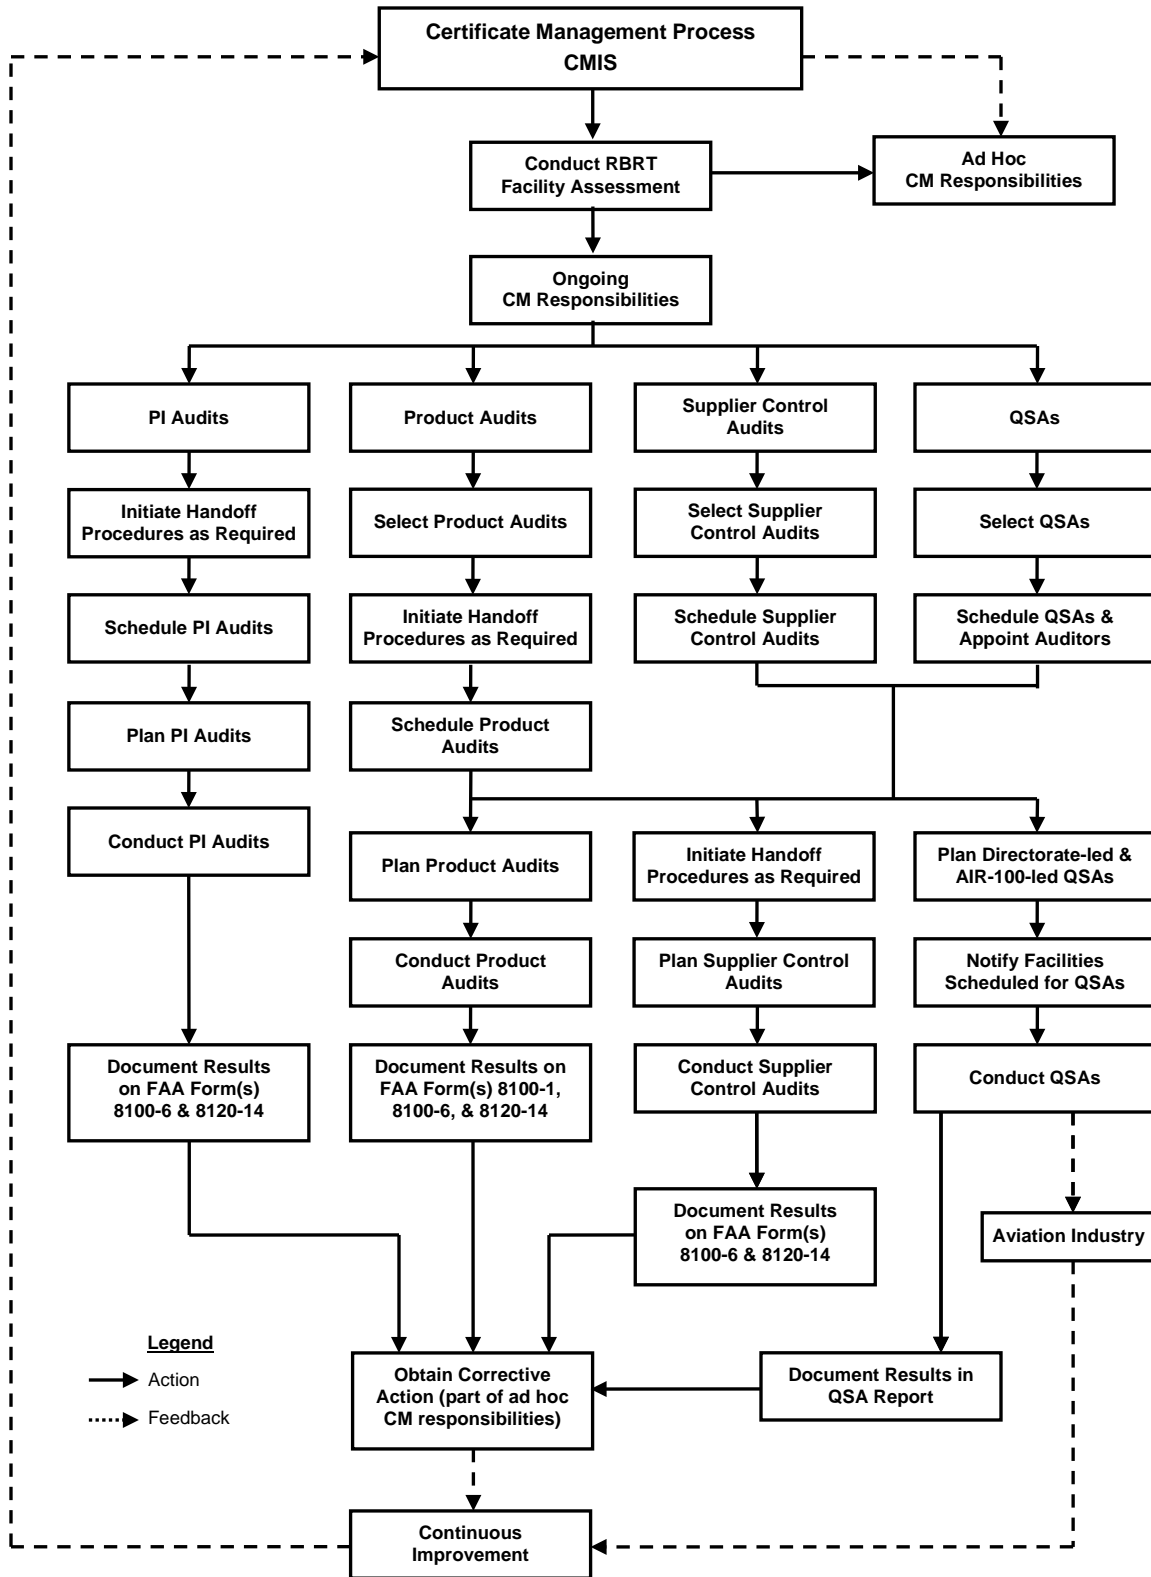 Certificate Management Process
CMIS
Conduct RBRT
Facility Assessment
Ad Hoc
CM Responsibilities
Ongoing
CM Responsibilities
PI Audits
Product Audits
Supplier Control
Audits
QSAs
Initiate Handoff
Procedures as Required
Select Product Audits
Select Supplier
Control Audits
Select QSAs
Schedule PI Audits
Initiate Handoff
Procedures as Required
Schedule Supplier
Control Audits
Schedule QSAs &
Appoint Auditors
Plan PI Audits
Schedule Product
Audits
Conduct PI Audits
Plan Product Audits
Initiate Handoff
Procedures as Required
Plan Directorate-led &
AIR-100-led QSAs
Conduct Product
Audits
Plan Supplier Control
Audits
Notify Facilities
Scheduled for QSAs
Document Results
on FAA Form(s)
8100-6 & 8120-14
Document Results on
FAA Form(s) 8100-1,
8100-6, & 8120-14
Conduct Supplier
Control Audits
Conduct QSAs
Document Results
on FAA Form(s)
8100-6 & 8120-14
Aviation Industry
Legend
Action
Feedback
Obtain Corrective
Action (part of ad hoc
CM responsibilities)
Document Results in
QSA Report
Continuous
Improvement